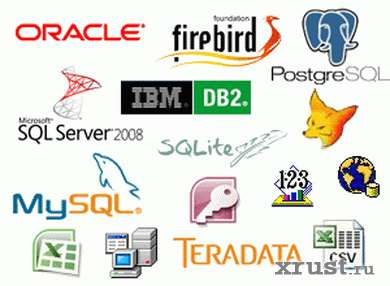 ORACLE®
foundation
firebird
PostgreSQL
Microsoft®
SQL Server 2008
IBM® DB2®
SQLite
MySQL®
123
TERADATA
CSV
xrust.ru